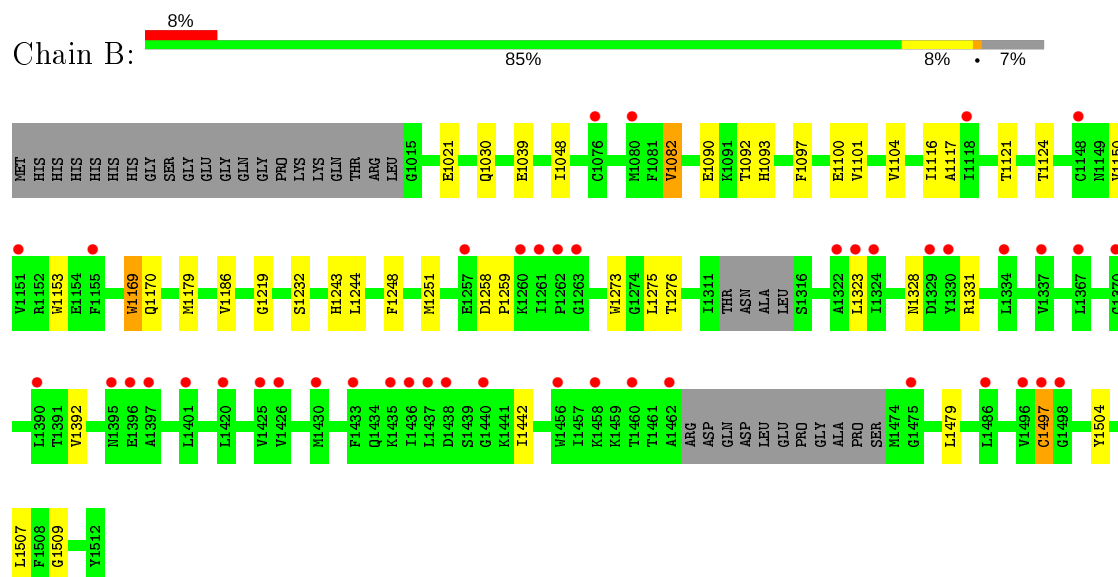 8%
Chain B:
85% 8% • 7%
MET HIS HIS HIS HIS HIS HIS GLY SER GLY GLU GLY GLN GLY PRO LYS LYS GLN THR ARG LEU G1015 E1021 Q1030 E1039 I1048 C1076 M1080 F1081 V1082 E1090 K1091 T1092 H1093 F1097 E1100 V1101 V1104 I1116 A1117 I1118 T1121 T1124 C1148 N1149 V1150
V1151 R1152 W1153 E1154 F1155 W1169 Q1170 M1179 V1186 G1219 S1232 H1243 L1244 F1248 M1251 E1257 D1258 P1259 K1260 I1261 P1262 G1263 W1273 G1274 L1275 T1276 I1311 THR ASN ALA LEU S1316 A1322 L1323 I1324 N1328 D1329 Y1330 R1331 L1334 V1337 L1367 G1370
L1390 T1391 V1392 N1395 E1396 A1397 L1401 L1420 V1425 V1426 M1430 F1433 Q1434 K1435 I1436 L1437 D1438 S1439 G1440 K1441 I1442 W1456 I1457 K1458 K1459 T1460 T1461 A1462 ARG ASP GLN ASP LEU GLU PRO GLY ALA PRO SER M1474 G1475 L1479 L1486 V1496 C1497 G1498 Y1504
L1507 F1508 G1509 Y1512